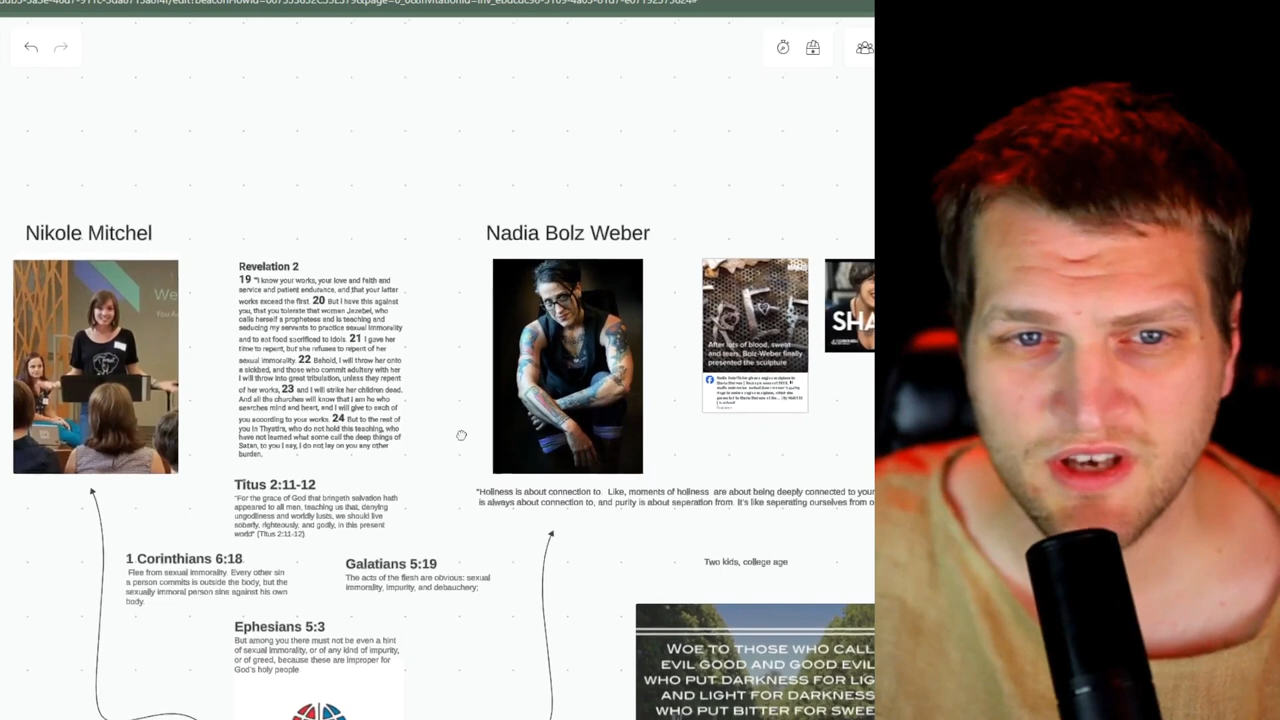 Nikole Mitchel
Nadia Bolz Weber
Revelation 2
19 "I know your works, your love and faith and
service and patient endurance, and that your latter
works exceed the first. 20 But I have this against
you, that you tolerate that woman Jezebel, who
calls herself a prophetess and is teaching and
seducing my servants to practice sexual immorality
and to eat food sacrificed to idols. 21 I gave her
time to repent, but she refuses to repent of her
sexual immorality. 22 Behold, I will throw her onto
a sickbed, and those who commit adultery with her
I will throw into great tribulation, unless they repent
of her works, 23 and I will strike her children dead.
And all the churches will know that I am he who
searches mind and heart, and I will give to each of
you according to your works. 24 But to the rest of
you in Thyatira, who do not hold this teaching, who
have not learned what some call the deep things of
Satan, to you I say, I do not lay on you any other
burden.
After lots of blood, sweat
and tears, Bolz-Weber finally
presented the sculpture
SHA
Titus 2:11-12
"For the grace of God that bringeth salvation hath
appeared to all men, teaching us that, denying
ungodliness and worldly lusts, we should live
soberly, righteously, and godly, in this present
world" (Titus 2:11-12)
"Holiness is about connection to. Like, moments of holiness are about being deeply connected to your
is always about connection to, and purity is about seperation from. It's like seperating ourselves from o
1 Corinthians 6:18
Flee from sexual immorality. Every other sin
a person commits is outside the body, but the
sexually immoral person sins against his own
body.
Galatians 5:19
The acts of the flesh are obvious: sexual
immorality, impurity, and debauchery;
Two kids, college age
Ephesians 5:3
But among you there must not be even a hint
of sexual immorality, or of any kind of impurity,
or of greed, because these are improper for
God's holy people
WOE TO THOSE WHO CALL
EVIL GOOD AND GOOD EVIL
WHO PUT DARKNESS FOR LIG
AND LIGHT FOR DARKNESS
WHO PUT BITTER FOR SWE